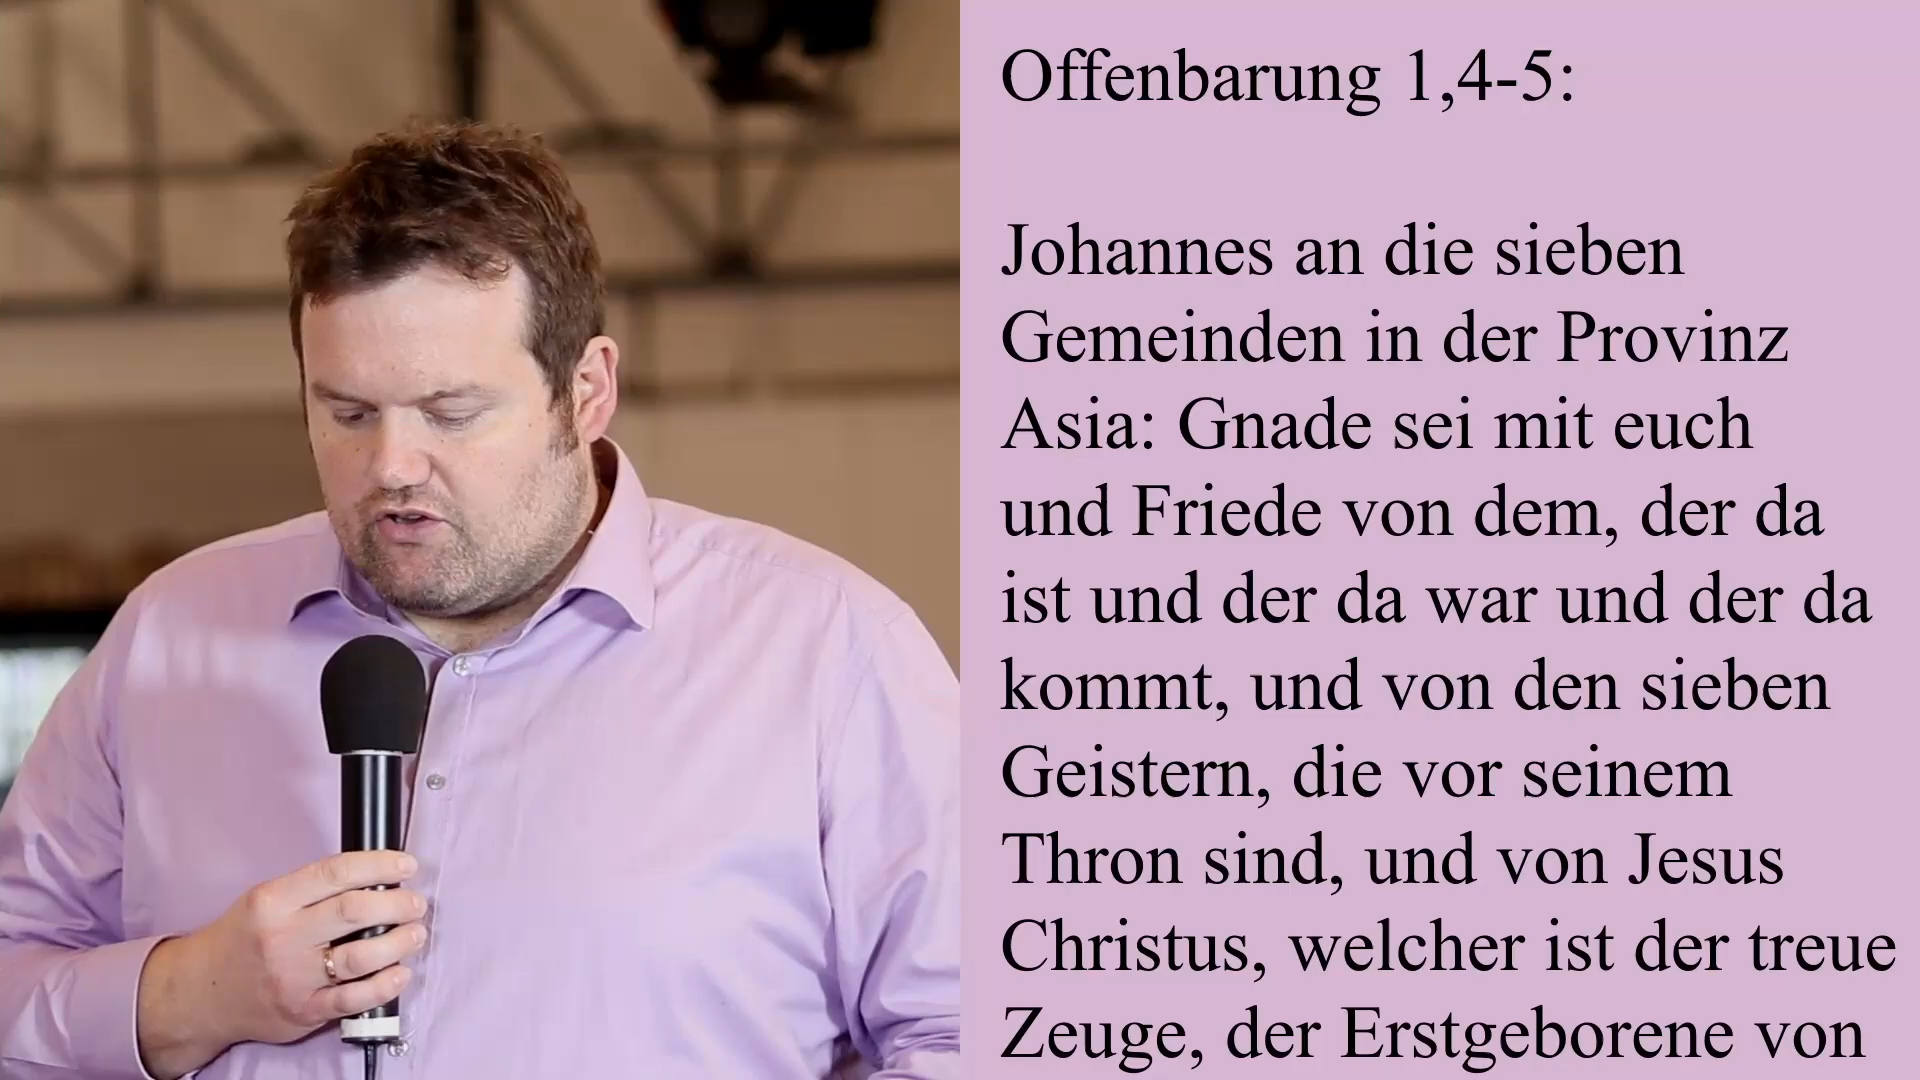 Offenbarung 1,4-5:
Johannes an die sieben
Gemeinden in der Provinz
Asia: Gnade sei mit euch
und Friede von dem, der da
ist und der da war und der da
kommt, und von den sieben
Geistern, die vor seinem
Thron sind, und von Jesus
Christus, welcher ist der treue
Zeuge, der Erstgeborene von